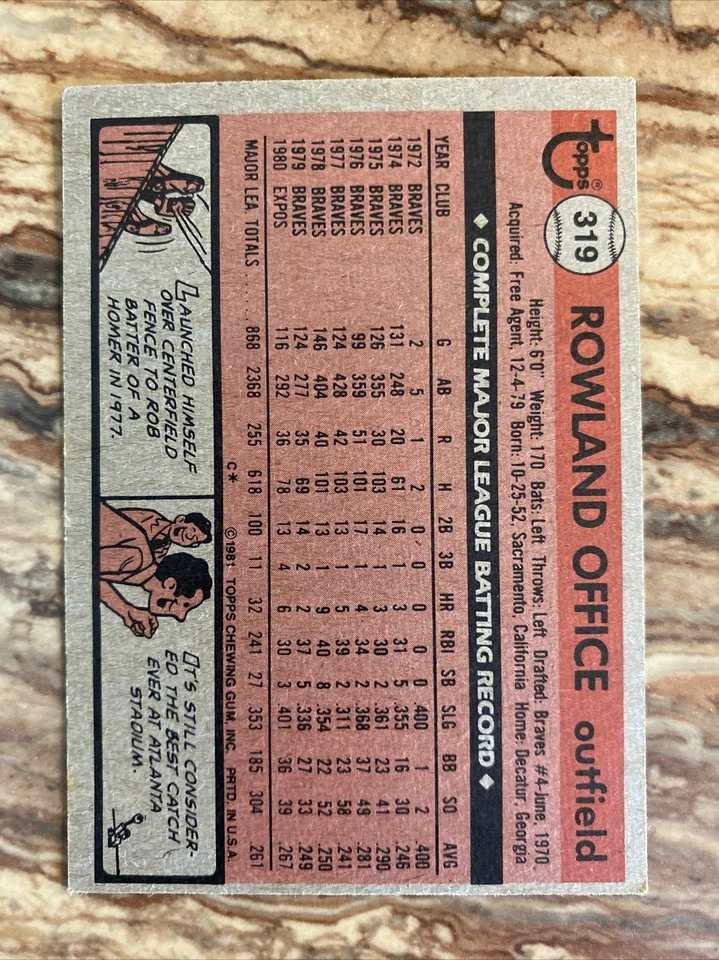 Topps®
319
ROWLAND OFFICE outfield
Height: 6'0" Weight: 170 Bats: Left Throws: Left Drafted: Braves #4-June, 1970
Acquired: Free Agent, 12-4-79 Born: 10-25-52, Sacramento, California Home: Decatur, Georgia
◆ COMPLETE MAJOR LEAGUE BATTING RECORD ◆
YEAR CLUB G AB R H 2B 3B HR RBI SB SLG BB SO AVG
1972 BRAVES 2 5 1 2 0 0 0 0 0 .400 1 2 .400
1974 BRAVES 131 248 20 61 16 1 3 31 5 .355 16 30 .246
1975 BRAVES 126 355 30 103 14 1 3 30 2 .361 23 41 .290
1976 BRAVES 99 359 51 101 17 1 4 34 2 .368 37 49 .281
1977 BRAVES 124 428 42 103 13 1 5 39 2 .311 23 58 .241
1978 BRAVES 146 404 40 101 13 1 9 40 8 .354 22 52 .250
1979 BRAVES 124 277 35 69 14 2 2 37 5 .336 27 33 .249
1980 EXPOS 116 292 36 78 13 4 6 30 3 .401 36 39 .267
MAJOR LEA. TOTALS ..... 868 2368 255 618 100 11 32 241 27 .353 185 304 .261
C* ©1981 TOPPS CHEWING GUM, INC. PRTD. IN U.S.A.
LAUNCHED HIMSELF
OVER CENTERFIELD
FENCE TO ROB
BATTER OF A
HOMER IN 1977.
IT'S STILL CONSIDER-
ED THE BEST CATCH
EVER AT ATLANTA
STADIUM.